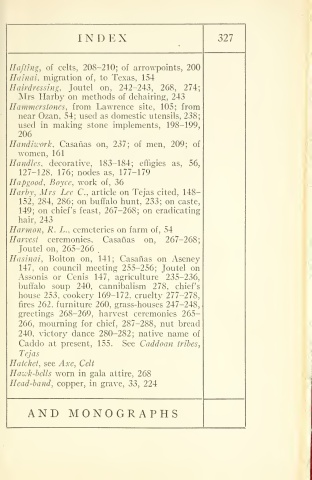 INDEX
327
Hafting, of celts, 208–210; of arrowpoints, 200
Hainai, migration of, to Texas, 154
Hairdressing, Joutel on, 242–243, 268, 274;
Mrs Harby on methods of dehairing, 243
Hammerstones, from Lawrence site, 105; from
near Ozan, 54; used as domestic utensils, 238;
used in making stone implements, 198–199,
206
Handiwork, Casañas on, 237; of men, 209; of
women, 161
Handles, decorative, 183–184; effigies as, 56,
127–128, 176; nodes as, 177–179
Hapgood, Boyce, work of, 36
Harby, Mrs Lee C., article on Tejas cited, 148–
152, 284, 286; on buffalo hunt, 233; on caste,
149; on chief's feast, 267–268; on eradicating
hair, 243
Harmon, R. L., cemeteries on farm of, 54
Harvest ceremonies, Casañas on, 267–268;
Joutel on, 265–266
Hasinai, Bolton on, 141; Casañas on Aseney
147, on council meeting 255–256; Joutel on
Assonis or Cenis 147, agriculture 235–236,
buffalo soup 240, cannibalism 278, chief's
house 253, cookery 169–172, cruelty 277–278,
fires 262, furniture 260, grass-houses 247–248,
greetings 268–269, harvest ceremonies 265–
266, mourning for chief, 287–288, nut bread
240, victory dance 280–282; native name of
Caddo at present, 155. See Caddoan tribes,
Tejas
Hatchet, see Axe, Celt
Hawk-bells worn in gala attire, 268
Head-band, copper, in grave, 33, 224
AND MONOGRAPHS